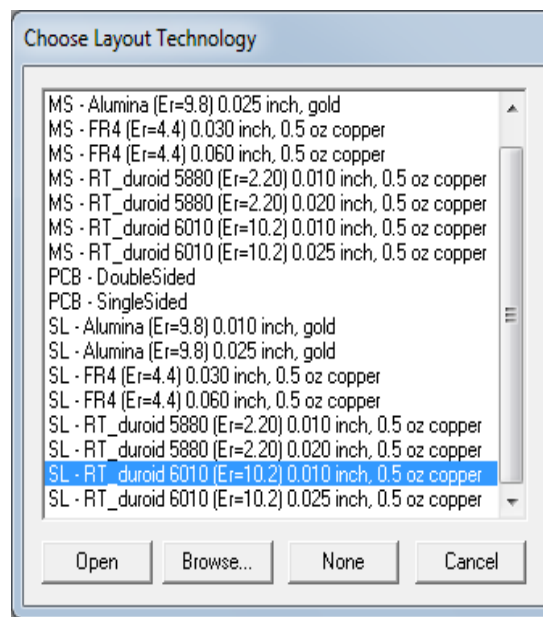 Choose Layout Technology
MS - Alumina (Er=9.8) 0.025 inch, gold
MS - FR4 (Er=4.4) 0.030 inch, 0.5 oz copper
MS - FR4 (Er=4.4) 0.060 inch, 0.5 oz copper
MS - RT_duroid 5880 (Er=2.20) 0.010 inch, 0.5 oz copper
MS - RT_duroid 5880 (Er=2.20) 0.020 inch, 0.5 oz copper
MS - RT_duroid 6010 (Er=10.2) 0.010 inch, 0.5 oz copper
MS - RT_duroid 6010 (Er=10.2) 0.025 inch, 0.5 oz copper
PCB - DoubleSided
PCB - SingleSided
SL - Alumina (Er=9.8) 0.010 inch, gold
SL - Alumina (Er=9.8) 0.025 inch, gold
SL - FR4 (Er=4.4) 0.030 inch, 0.5 oz copper
SL - FR4 (Er=4.4) 0.060 inch, 0.5 oz copper
SL - RT_duroid 5880 (Er=2.20) 0.010 inch, 0.5 oz copper
SL - RT_duroid 5880 (Er=2.20) 0.020 inch, 0.5 oz copper
SL - RT_duroid 6010 (Er=10.2) 0.010 inch, 0.5 oz copper
SL - RT_duroid 6010 (Er=10.2) 0.025 inch, 0.5 oz copper
Open Browse... None Cancel